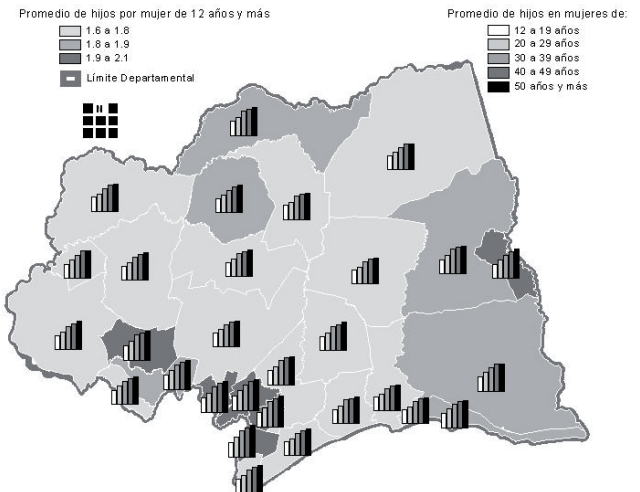 Promedio de hijos por mujer de 12 años y más
1.6 a 1.8
1.8 a 1.9
1.9 a 2.1
Límite Departamental
N
Promedio de hijos en mujeres de:
12 a 19 años
20 a 29 años
30 a 39 años
40 a 49 años
50 años y más